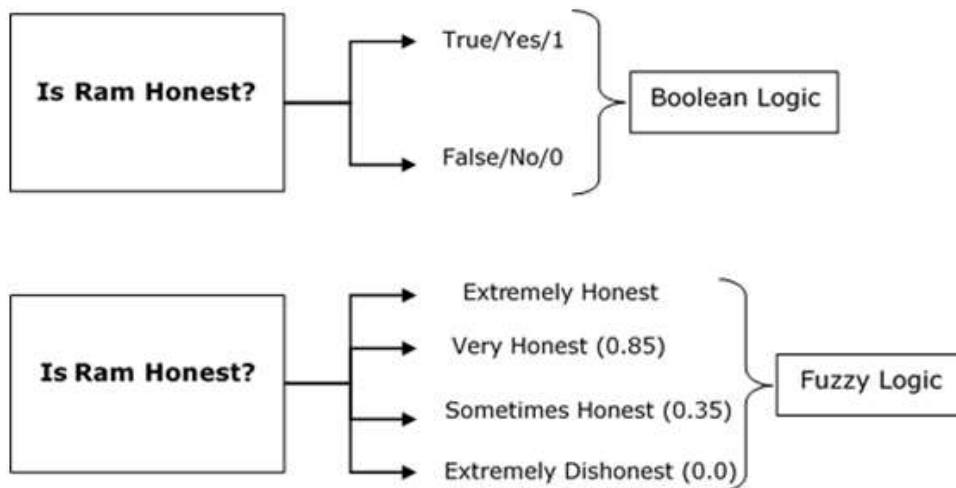 Is Ram Honest?
True/Yes/1
False/No/0
Boolean Logic
Is Ram Honest?
Extremely Honest
Very Honest (0.85)
Sometimes Honest (0.35)
Extremely Dishonest (0.0)
Fuzzy Logic